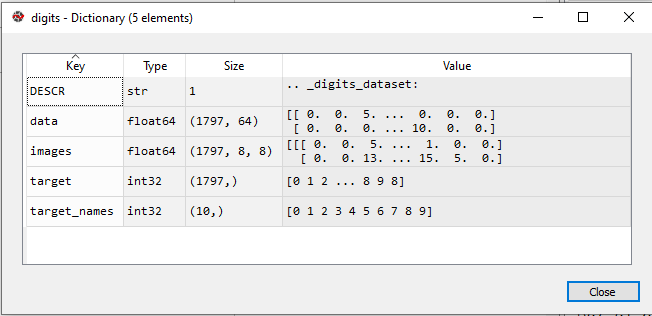 digits - Dictionary (5 elements)
Key Type Size Value
DESCR str 1 .. _digits_dataset:
data float64 (1797, 64) [[ 0. 0. 5. ... 0. 0. 0.]
[ 0. 0. 0. ... 10. 0. 0.]
images float64 (1797, 8, 8) [[[ 0. 0. 5. ... 1. 0. 0.]
[ 0. 0. 13. ... 15. 5. 0.]
target int32 (1797,) [0 1 2 ... 8 9 8]
target_names int32 (10,) [0 1 2 3 4 5 6 7 8 9]
Close